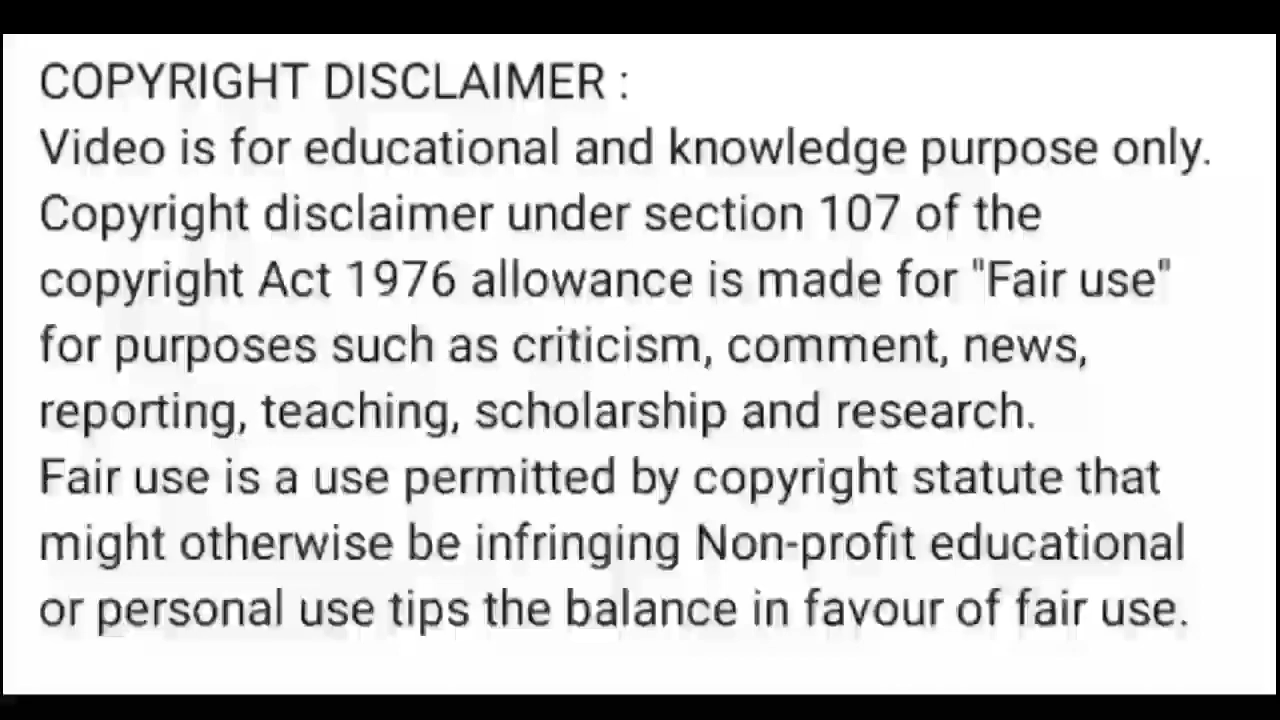 COPYRIGHT DISCLAIMER :
Video is for educational and knowledge purpose only.
Copyright disclaimer under section 107 of the
copyright Act 1976 allowance is made for "Fair use"
for purposes such as criticism, comment, news,
reporting, teaching, scholarship and research.
Fair use is a use permitted by copyright statute that
might otherwise be infringing Non-profit educational
or personal use tips the balance in favour of fair use.